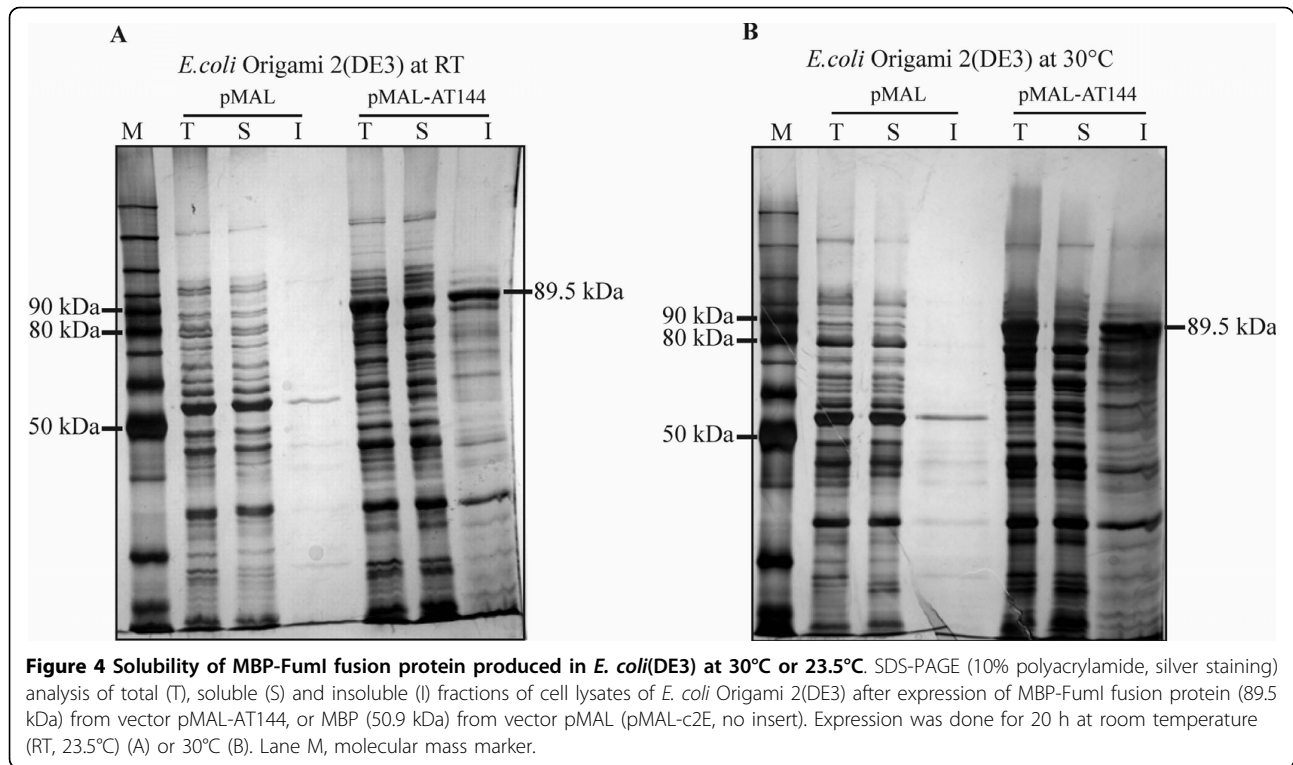 A
E.coli Origami 2(DE3) at RT
pMAL pMAL-AT144
M T S I T S I
90 kDa
80 kDa
50 kDa
89.5 kDa
B
E.coli Origami 2(DE3) at 30°C
pMAL pMAL-AT144
M T S I T S I
90 kDa
80 kDa
50 kDa
89.5 kDa
Figure 4 Solubility of MBP-FumI fusion protein produced in E. coli(DE3) at 30°C or 23.5°C. SDS-PAGE (10% polyacrylamide, silver staining)
analysis of total (T), soluble (S) and insoluble (I) fractions of cell lysates of E. coli Origami 2(DE3) after expression of MBP-FumI fusion protein (89.5
kDa) from vector pMAL-AT144, or MBP (50.9 kDa) from vector pMAL (pMAL-c2E, no insert). Expression was done for 20 h at room temperature
(RT, 23.5°C) (A) or 30°C (B). Lane M, molecular mass marker.